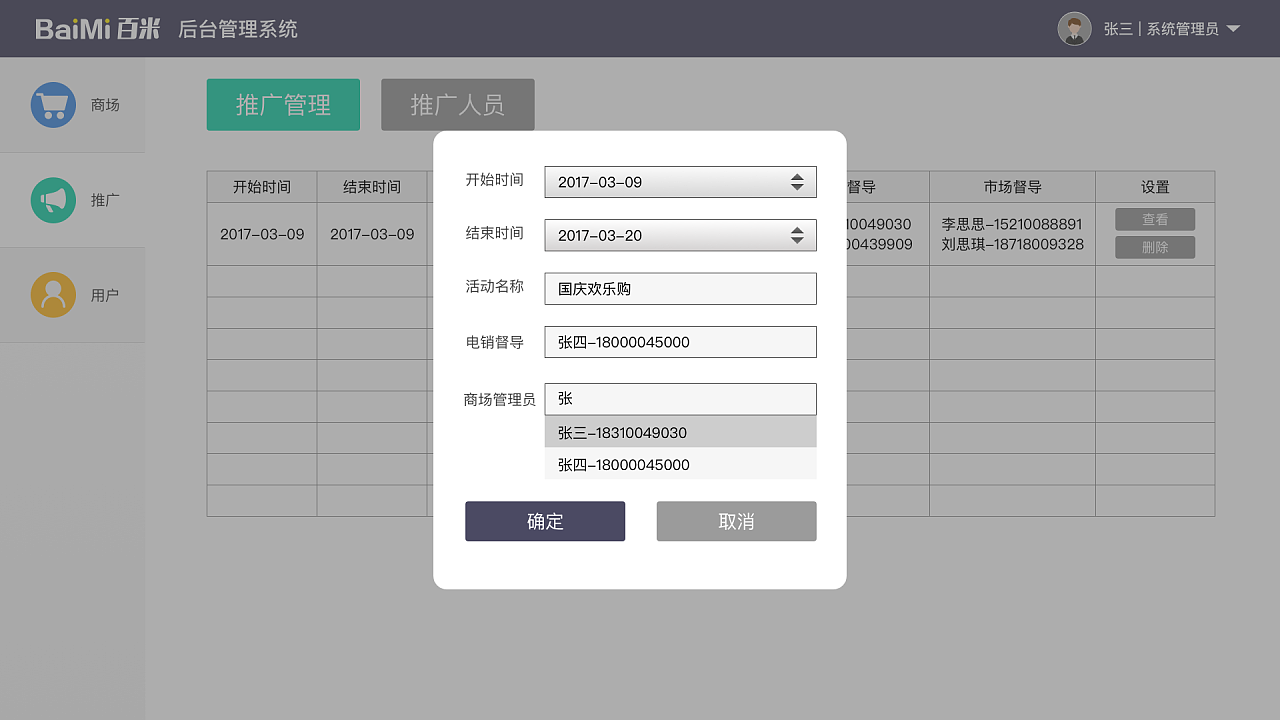 BaiMi 百米 后台管理系统
张三 | 系统管理员
商场
推广
用户
推广管理 推广人员
开始时间 结束时间 督导 市场督导 设置
2017-03-09 2017-03-09
10049030
00439909
李思思-15210088891
刘思琪-18718009328
查看
删除
开始时间 2017-03-09
结束时间 2017-03-20
活动名称 国庆欢乐购
电销督导 张四-18000045000
商场管理员 张
张三-18310049030
张四-18000045000
确定 取消